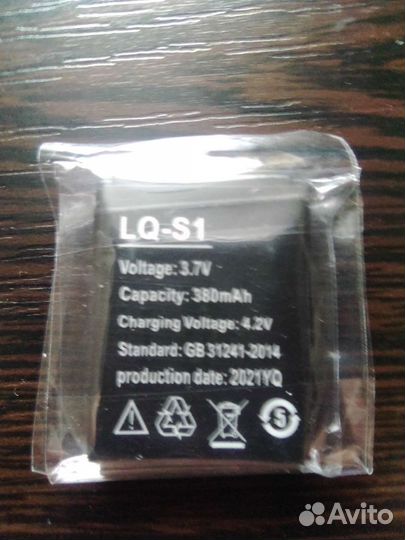 LQ-S1
Voltage: 3.7V
Capacity: 380mAh
Charging Voltage: 4.2V
Standard: GB 31241-2014
production date: 2021YQ
S
Avito